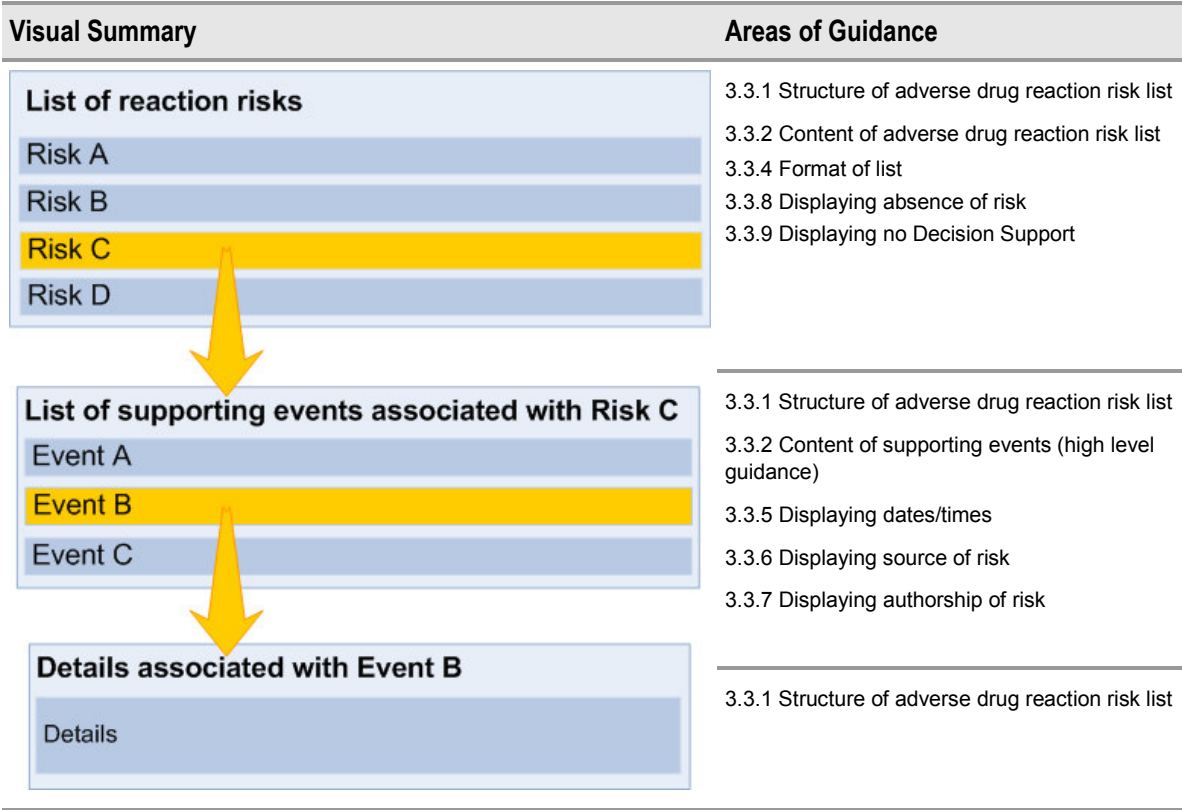 Visual Summary
Areas of Guidance
List of reaction risks
Risk A
Risk B
Risk C
Risk D
3.3.1 Structure of adverse drug reaction risk list
3.3.2 Content of adverse drug reaction risk list
3.3.4 Format of list
3.3.8 Displaying absence of risk
3.3.9 Displaying no Decision Support
List of supporting events associated with Risk C
Event A
Event B
Event C
3.3.1 Structure of adverse drug reaction risk list
3.3.2 Content of supporting events (high level
guidance)
3.3.5 Displaying dates/times
3.3.6 Displaying source of risk
3.3.7 Displaying authorship of risk
Details associated with Event B
Details
3.3.1 Structure of adverse drug reaction risk list